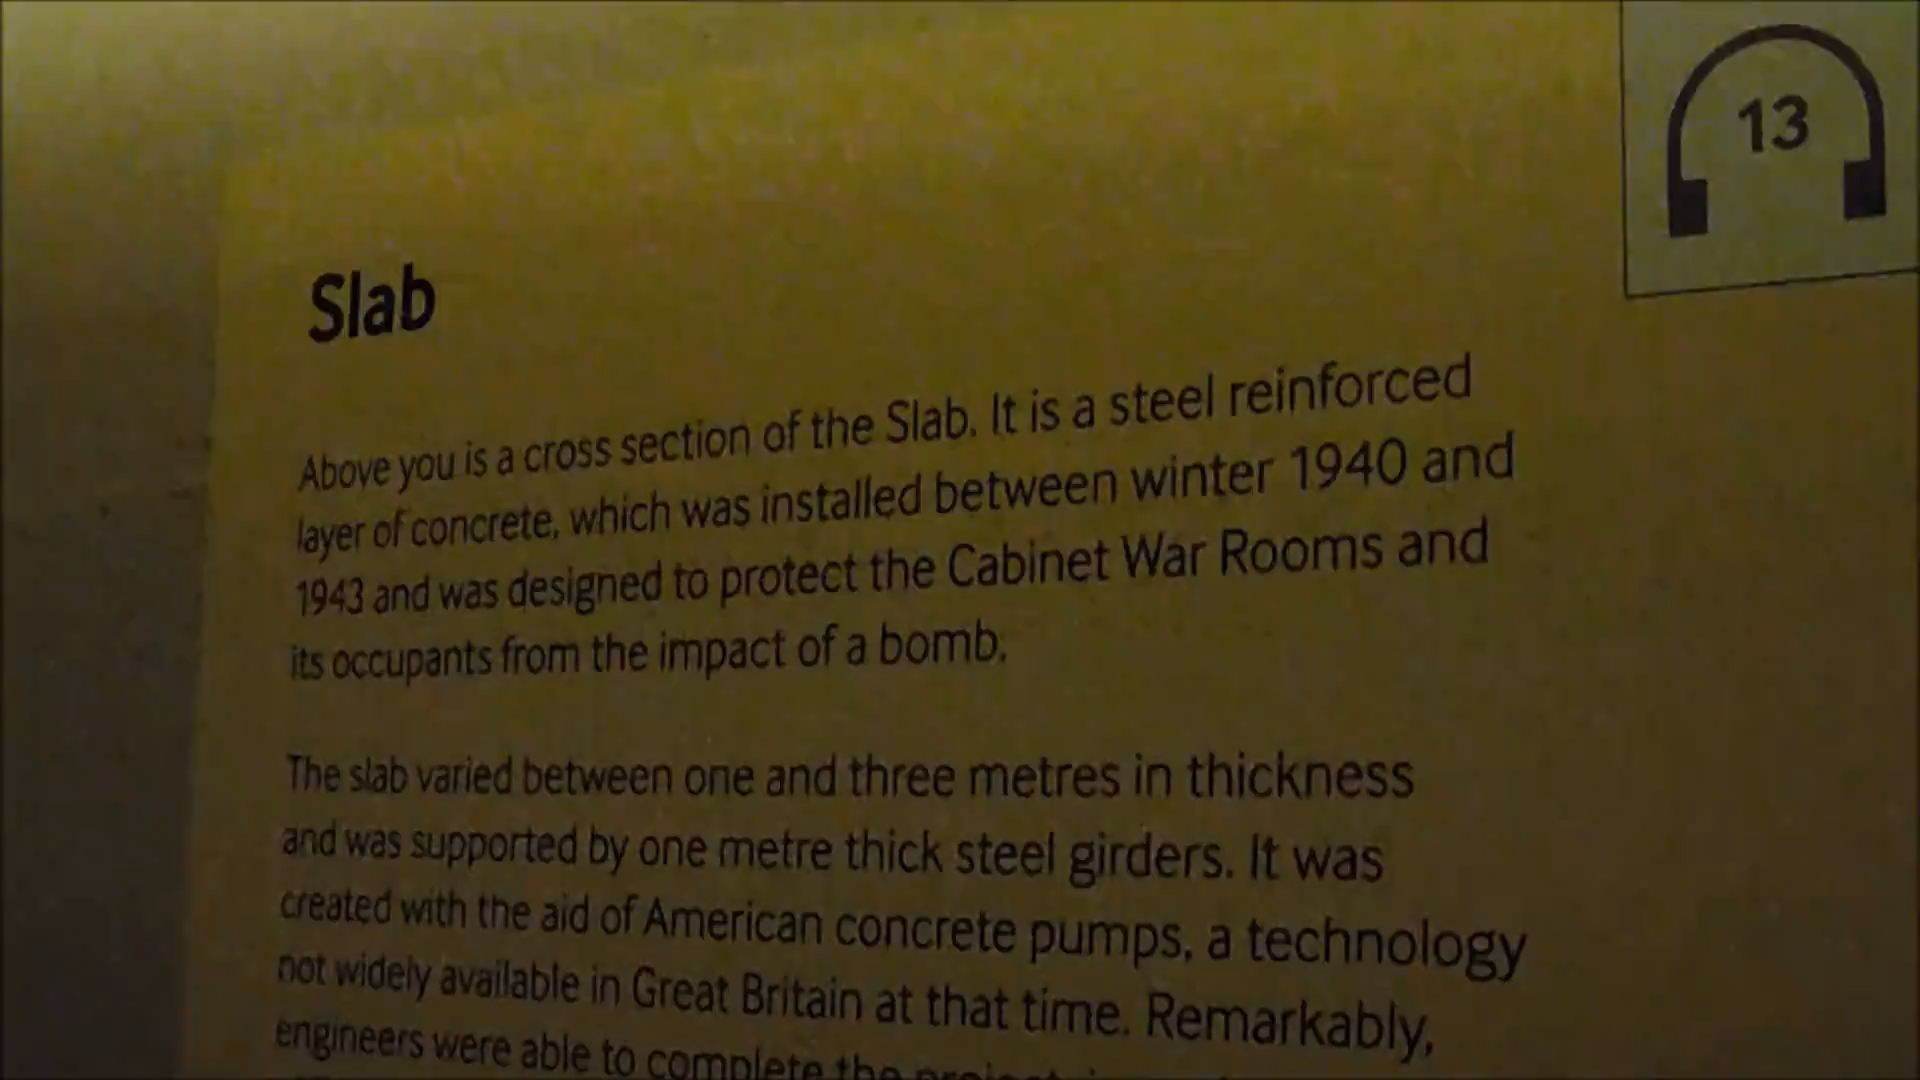 13
Slab
Above you is a cross section of the Slab. It is a steel reinforced
layer of concrete, which was installed between winter 1940 and
1943 and was designed to protect the Cabinet War Rooms and
its occupants from the impact of a bomb.
The slab varied between one and three metres in thickness
and was supported by one metre thick steel girders. It was
created with the aid of American concrete pumps, a technology
not widely available in Great Britain at that time. Remarkably,
engineers were able to complete the